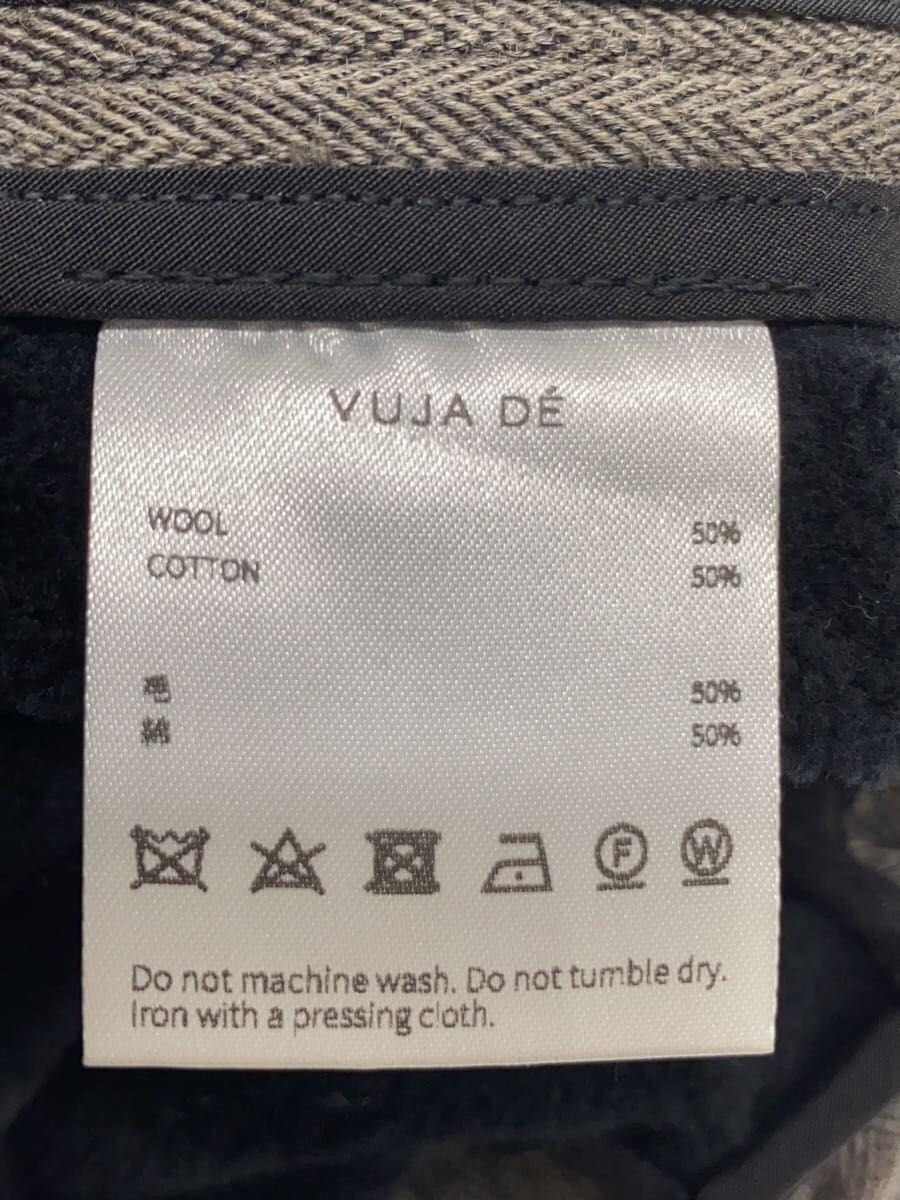 VUJA DÉ
WOOL 50%
COTTON 50%
毛 50%
綿 50%
F W
Do not machine wash. Do not tumble dry.
Iron with a pressing cloth.